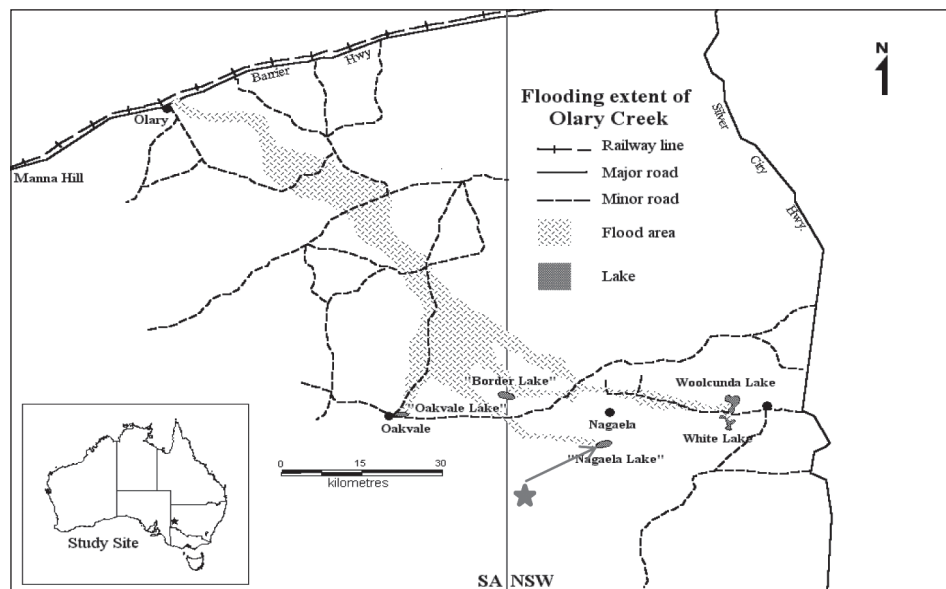 Barrier Hwy
Olary
Manna Hill
N
Flooding extent of
Olary Creek
Railway line
Major road
Minor road
Flood area
Lake
Silver City Hwy.
"Border Lake"
Woolcunda Lake
"Oakvale Lake"
Oakvale
Nagaela
White Lake
"Nagaela Lake"
0 15 30
kilometres
Study Site
SA NSW